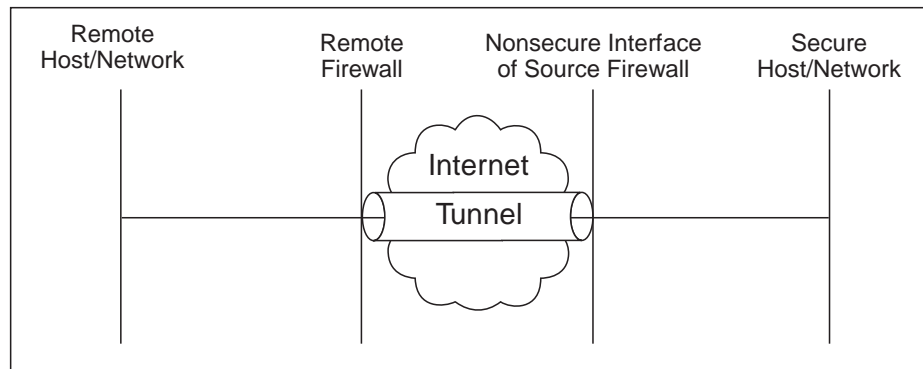 Remote
Host/Network
Remote
Firewall
Nonsecure Interface
of Source Firewall
Secure
Host/Network
Internet
Tunnel